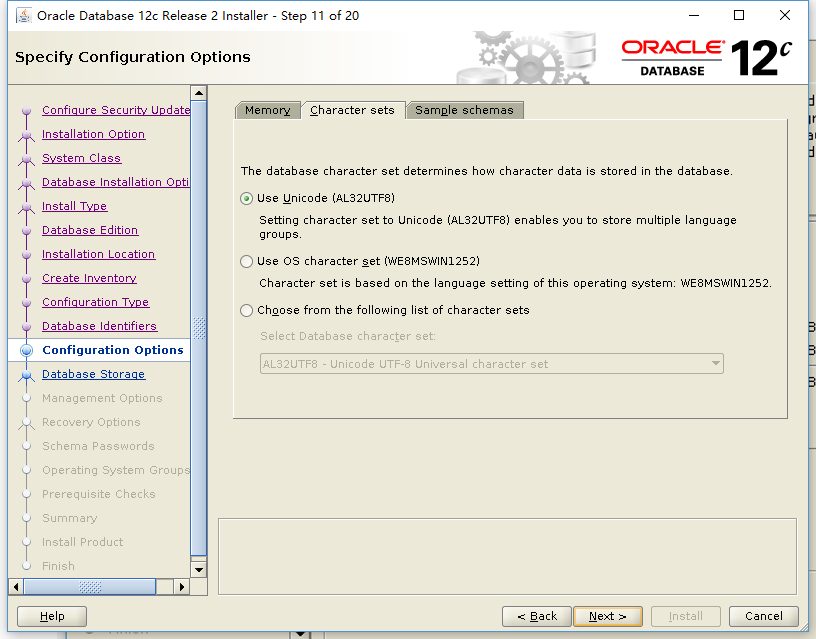 Oracle Database 12c Release 2 Installer - Step 11 of 20
Specify Configuration Options
ORACLE
DATABASE
12c
Configure Security Update
Installation Option
System Class
Database Installation Opti
Install Type
Database Edition
Installation Location
Create Inventory
Configuration Type
Database Identifiers
Configuration Options
Database Storage
Management Options
Recovery Options
Schema Passwords
Operating System Groups
Prerequisite Checks
Summary
Install Product
Finish
Memory
Character sets
Sample schemas
The database character set determines how character data is stored in the database.
Use Unicode (AL32UTF8)
Setting character set to Unicode (AL32UTF8) enables you to store multiple language
groups.
Use OS character set (WE8MSWIN1252)
Character set is based on the language setting of this operating system: WE8MSWIN1252.
Choose from the following list of character sets
Select Database character set:
AL32UTF8 - Unicode UTF-8 Universal character set
Help
< Back
Next >
Install
Cancel